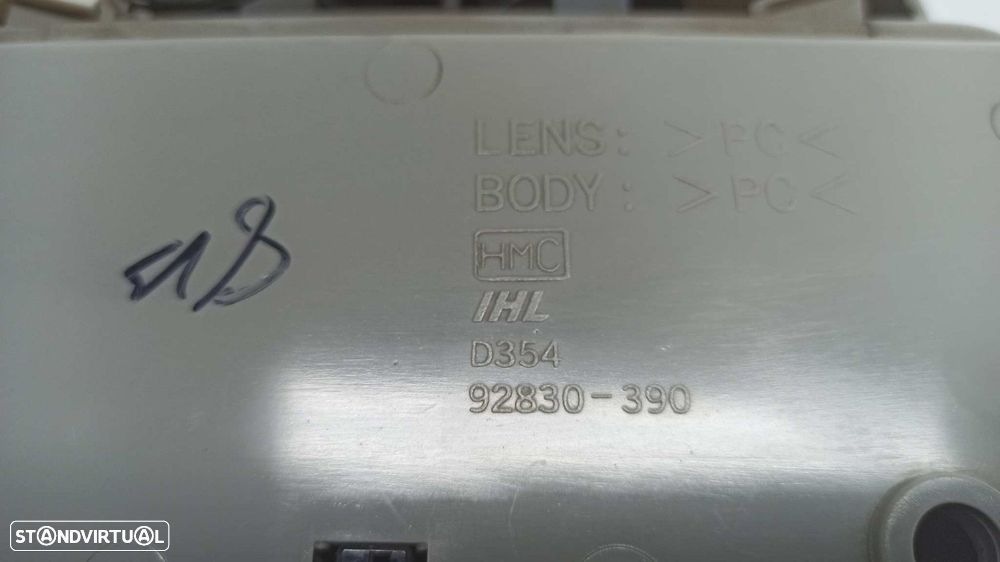 LENS: >PC<
BODY: >PC<
HMC
IHL
D354
92830-390
STANDVIRTUAL